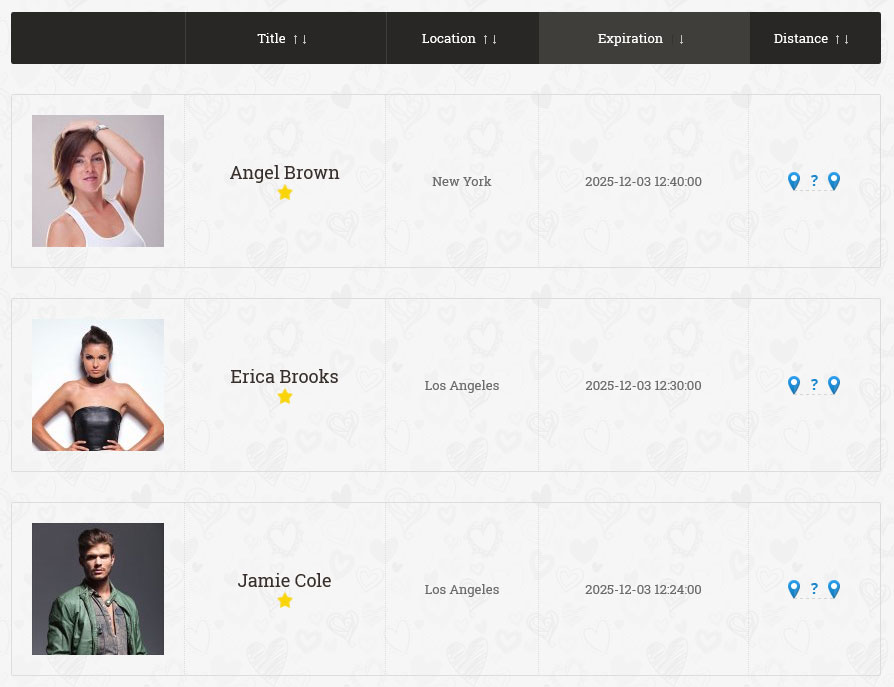 Title ↑↓ Location ↑↓ Expiration ↓ Distance ↑↓
Angel Brown
New York 2025-12-03 12:40:00 ?
Erica Brooks
Los Angeles 2025-12-03 12:30:00 ?
Jamie Cole
Los Angeles 2025-12-03 12:24:00 ?